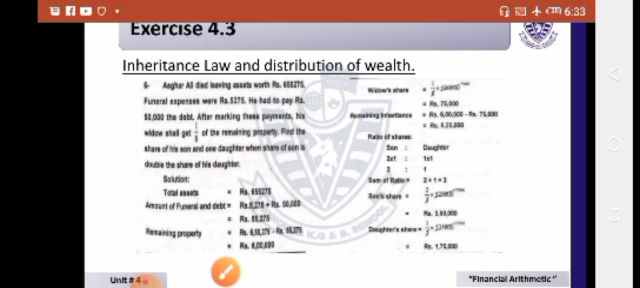 6:33
Exercise 4.3
Inheritance Law and distribution of wealth.
6- Asghar Ali died leaving assets worth Rs. 655275.
Funeral expenses were Rs.5275. He had to pay Rs.
50,000 the debt. After marking these payments, his
widow shall get 1/8 of the remaining property. Find the
share of his son and one daughter when share of son is
double the share of his daughter.
Solution:
Total assets = Rs. 655275
Amount of Funeral and debt = Rs.5,275 + Rs. 50,000
= Rs. 55,275
Remaining property = Rs. 6,55,275 - Rs. 55,275
= Rs. 6,00,000
Widow's share = 1/8 ×
= Rs. 75,000
Remaining Inheritance = Rs. 6,00,000 - Rs. 75,000
= Rs. 5,25,000
Ratio of shares:
Son : Daughter
2x1 : 1x1
2 : 1
Sum of Ratio = 2 + 1 = 3
Son's share =
= Rs. 3,50,000
Daughter's share =
= Rs. 1,75,000
Unit # 4
"Financial Arithmetic"